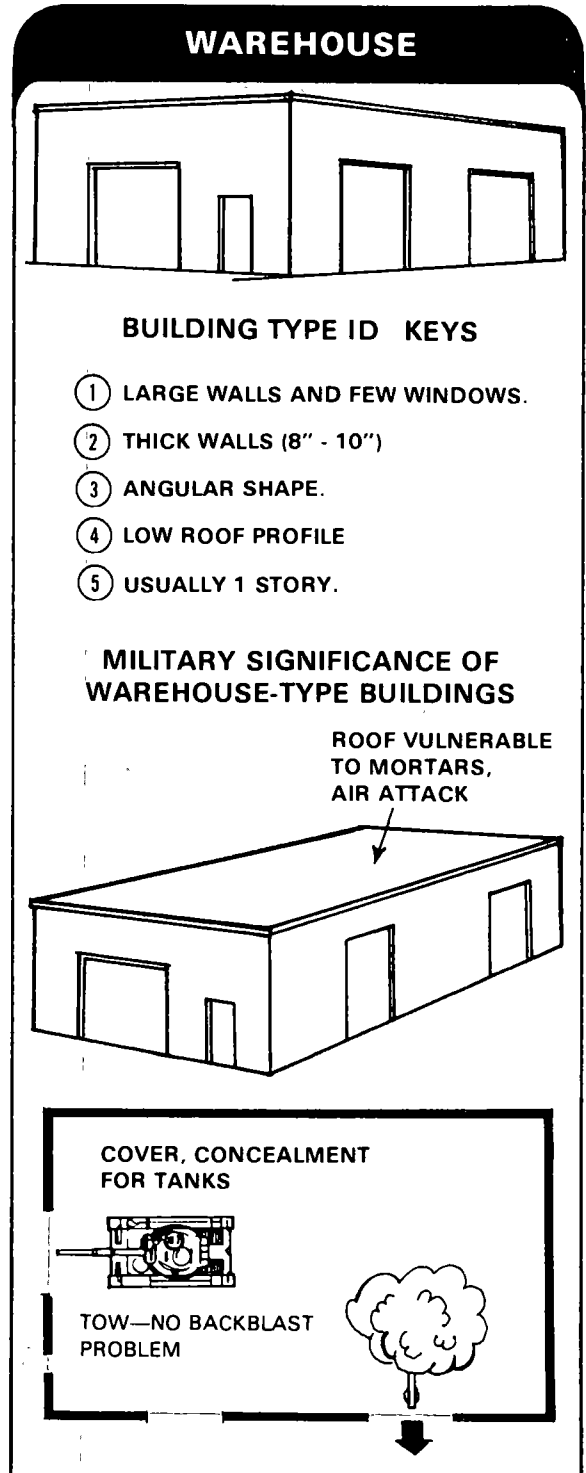 WAREHOUSE
BUILDING TYPE ID KEYS
1 LARGE WALLS AND FEW WINDOWS.
2 THICK WALLS (8" - 10")
3 ANGULAR SHAPE.
4 LOW ROOF PROFILE
5 USUALLY 1 STORY.
MILITARY SIGNIFICANCE OF
WAREHOUSE-TYPE BUILDINGS
ROOF VULNERABLE
TO MORTARS,
AIR ATTACK
COVER, CONCEALMENT
FOR TANKS
TOW—NO BACKBLAST
PROBLEM